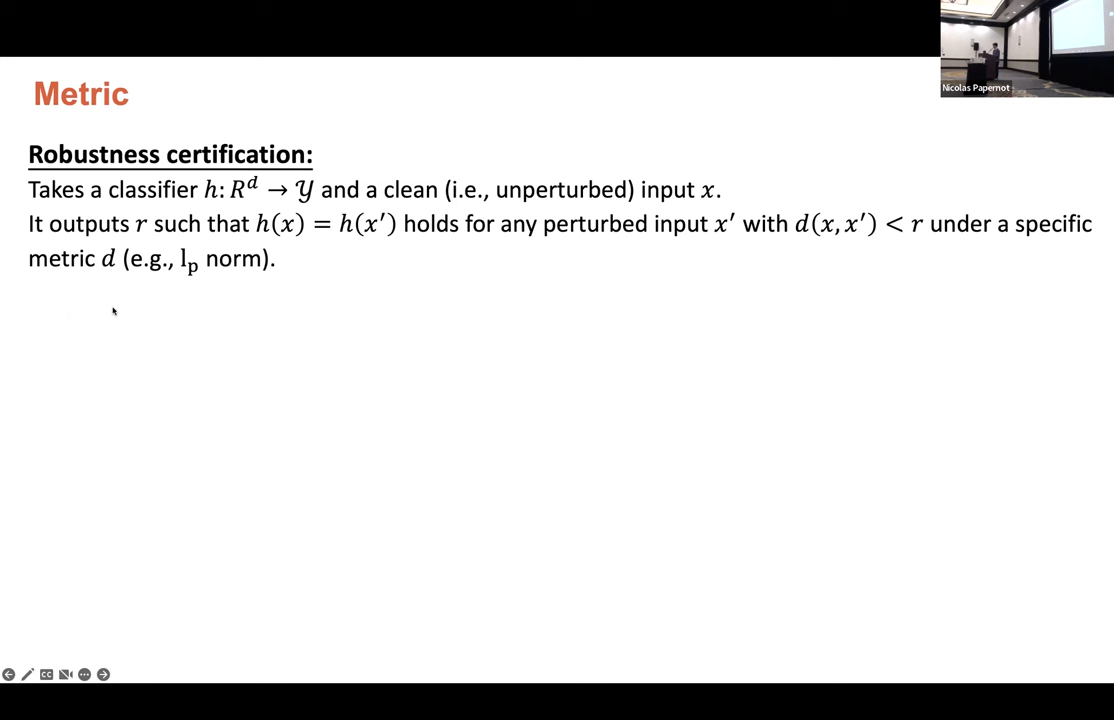 Metric
Nicolas Papernot
Robustness certification:
Takes a classifier h: R^d → 𝒴 and a clean (i.e., unperturbed) input x.
It outputs r such that h(x) = h(x′) holds for any perturbed input x′ with d(x, x′) < r under a specific
metric d (e.g., l_p norm).
CC